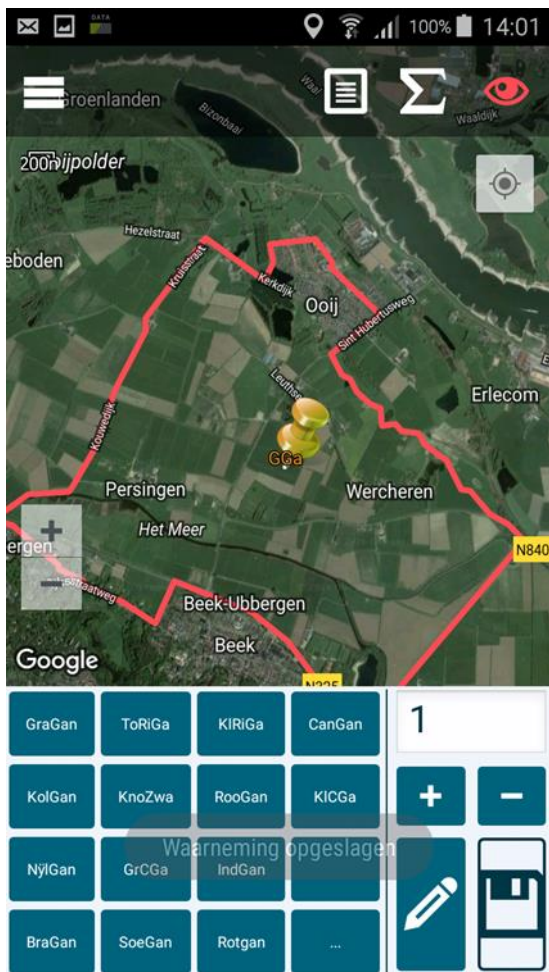 DATA
100%
14:01
Groenlanden
Bizonbaai
Waal
Waaldijk
200m
ijpolder
Hezelstraat
eboden
Kruisstraat
Kerkdijk
Ooij
Sint Hubertusweg
Leuthse
Erlecom
Kouwedijk
GGa
Persingen
Wercheren
Het Meer
ergen
N840
sstraatweg
Beek-Ubbergen
Beek
Google
N325
GraGan ToRiGa KlRiGa CanGan 1
KolGan KnoZwa RooGan KlCGa + −
Waarneming opgeslagen
NÿlGan GrCGa IndGan
BraGan SoeGan Rotgan ...